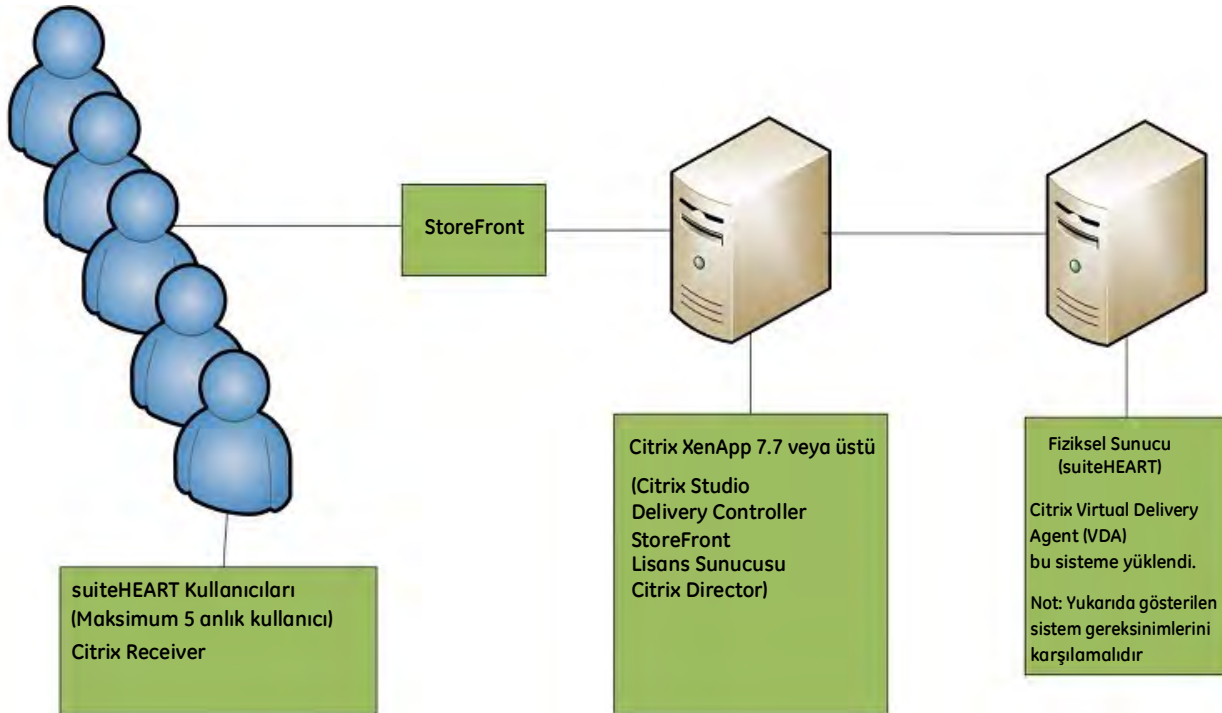 StoreFront
suiteHEART Kullanıcıları
(Maksimum 5 anlık kullanıcı)
Citrix Receiver
Citrix XenApp 7.7 veya üstü
(Citrix Studio
Delivery Controller
StoreFront
Lisans Sunucusu
Citrix Director)
Fiziksel Sunucu
(suiteHEART)
Citrix Virtual Delivery
Agent (VDA)
bu sisteme yüklendi.
Not: Yukarıda gösterilen
sistem gereksinimlerini
karşılamalıdır